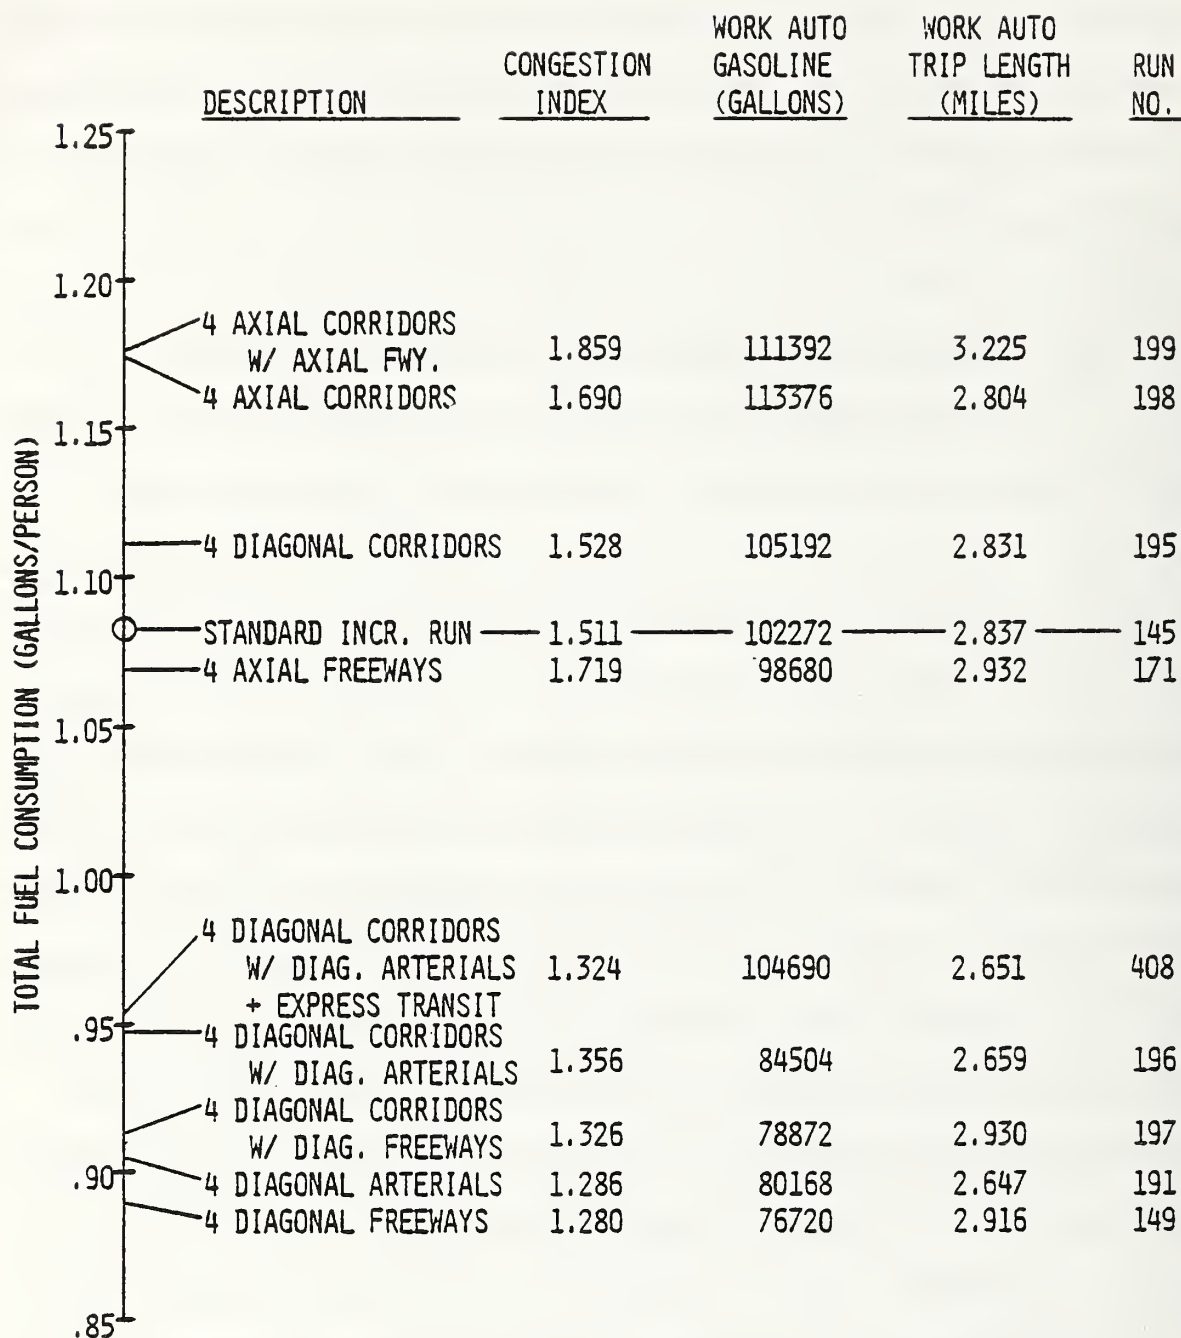 WORK AUTO WORK AUTO
CONGESTION GASOLINE TRIP LENGTH RUN
DESCRIPTION INDEX (GALLONS) (MILES) NO.
1.25
1.20
4 AXIAL CORRIDORS
W/ AXIAL FWY. 1.859 111392 3.225 199
4 AXIAL CORRIDORS 1.690 113376 2.804 198
1.15
4 DIAGONAL CORRIDORS 1.528 105192 2.831 195
1.10
STANDARD INCR. RUN 1.511 102272 2.837 145
4 AXIAL FREEWAYS 1.719 98680 2.932 171
1.05
TOTAL FUEL CONSUMPTION (GALLONS/PERSON)
1.00
4 DIAGONAL CORRIDORS
W/ DIAG. ARTERIALS 1.324 104690 2.651 408
+ EXPRESS TRANSIT
.95
4 DIAGONAL CORRIDORS
W/ DIAG. ARTERIALS 1.356 84504 2.659 196
4 DIAGONAL CORRIDORS
W/ DIAG. FREEWAYS 1.326 78872 2.930 197
.90
4 DIAGONAL ARTERIALS 1.286 80168 2.647 191
4 DIAGONAL FREEWAYS 1.280 76720 2.916 149
.85